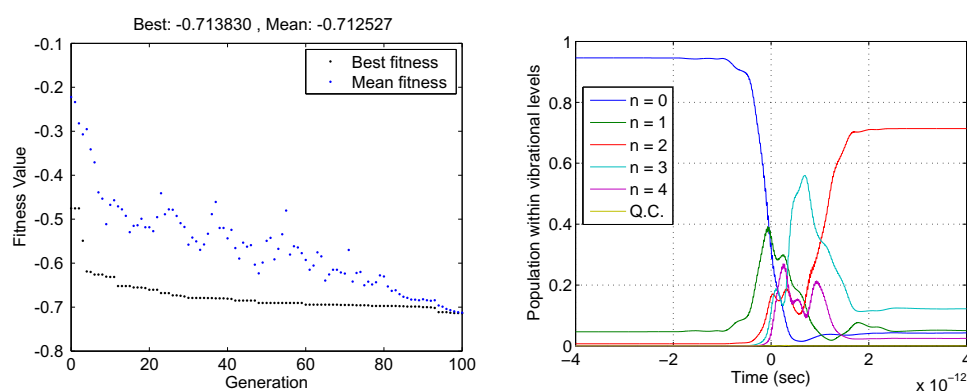 Best: -0.713830 , Mean: -0.712527
-0.1
-0.2
-0.3
-0.4
-0.5
-0.6
-0.7
-0.8
0
20
40
60
80
100
Fitness Value
Generation
Best fitness
Mean fitness
1
0.8
0.6
0.4
0.2
0
−4
−2
0
2
4
x 10⁻¹²
Population within vibrational levels
Time (sec)
n = 0
n = 1
n = 2
n = 3
n = 4
Q.C.